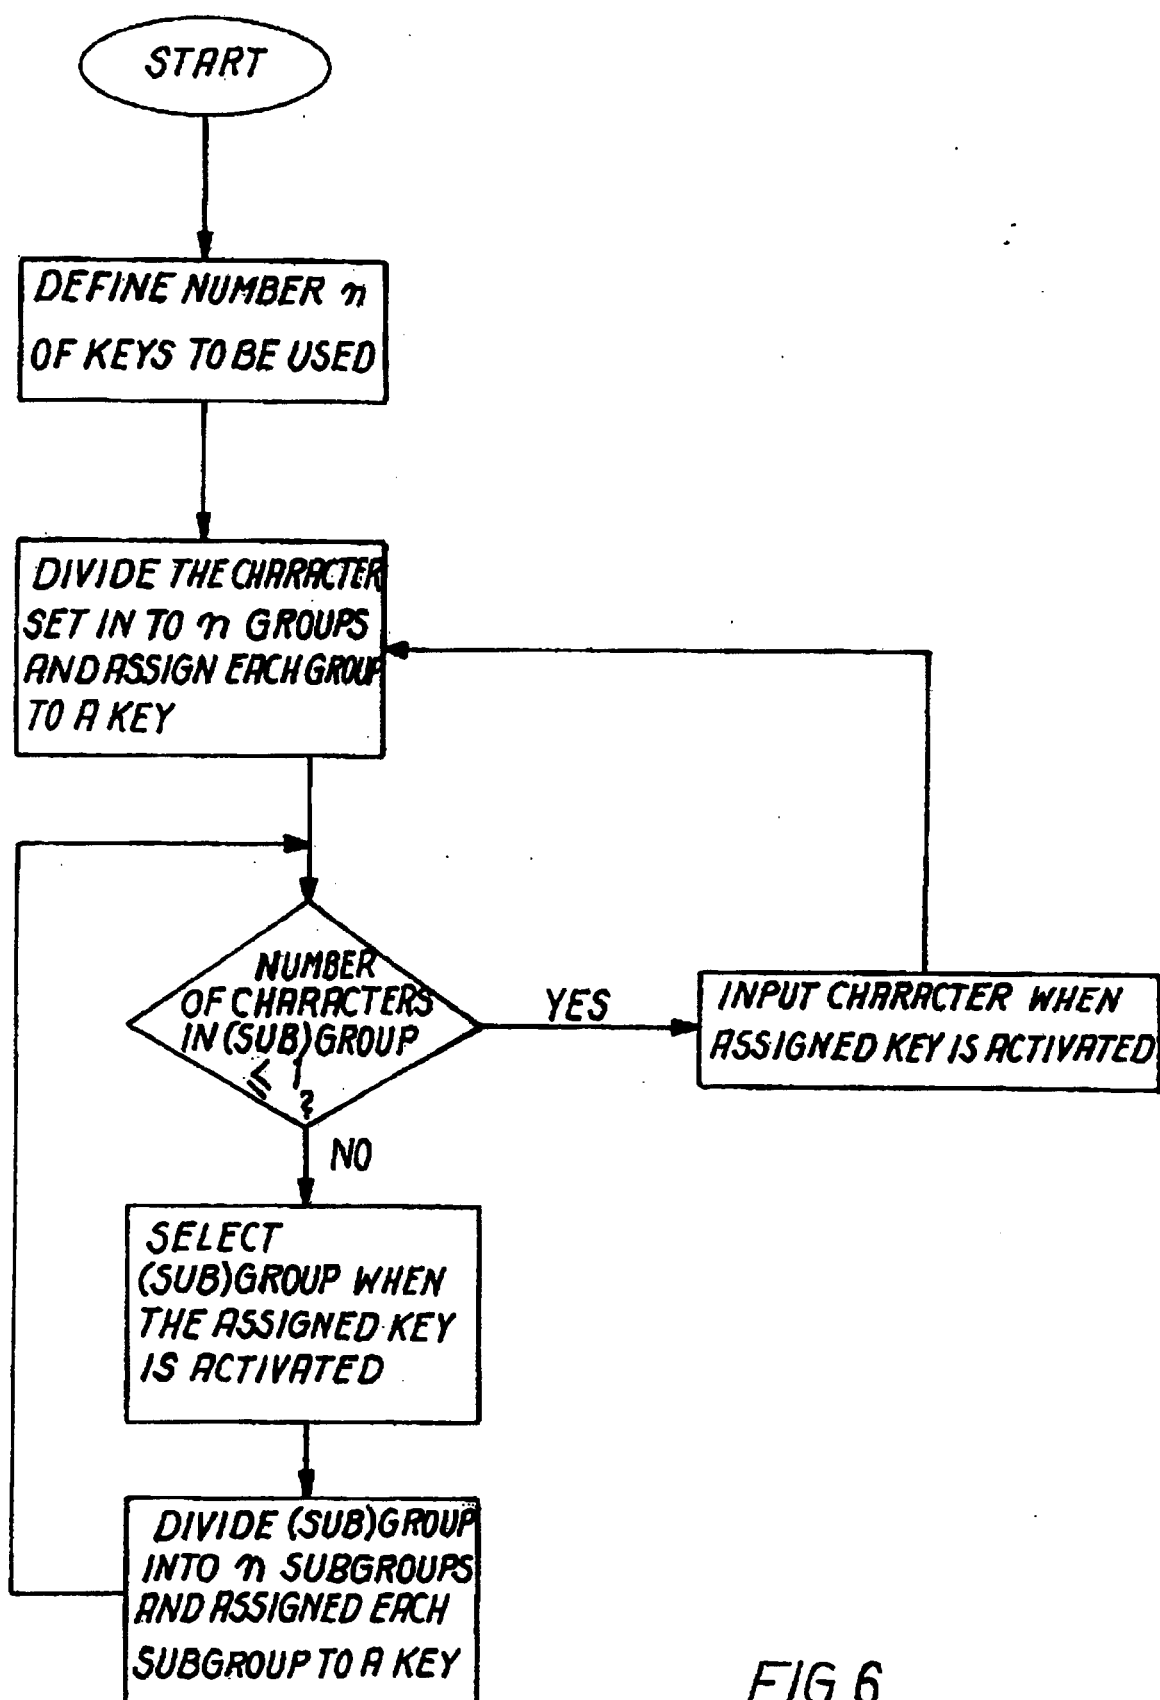 START
DEFINE NUMBER n
OF KEYS TO BE USED
DIVIDE THE CHARACTER
SET IN TO n GROUPS
AND ASSIGN EACH GROUP
TO A KEY
NUMBER
OF CHARACTERS
IN (SUB)GROUP
≤ 1
?
YES
INPUT CHARACTER WHEN
ASSIGNED KEY IS ACTIVATED
NO
SELECT
(SUB)GROUP WHEN
THE ASSIGNED KEY
IS ACTIVATED
DIVIDE (SUB)GROUP
INTO n SUBGROUPS
AND ASSIGNED EACH
SUBGROUP TO A KEY
FIG. 6